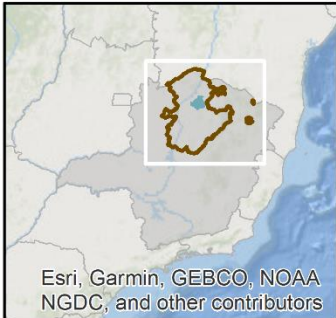 Esri, Garmin, GEBCO, NOAA
NGDC, and other contributors